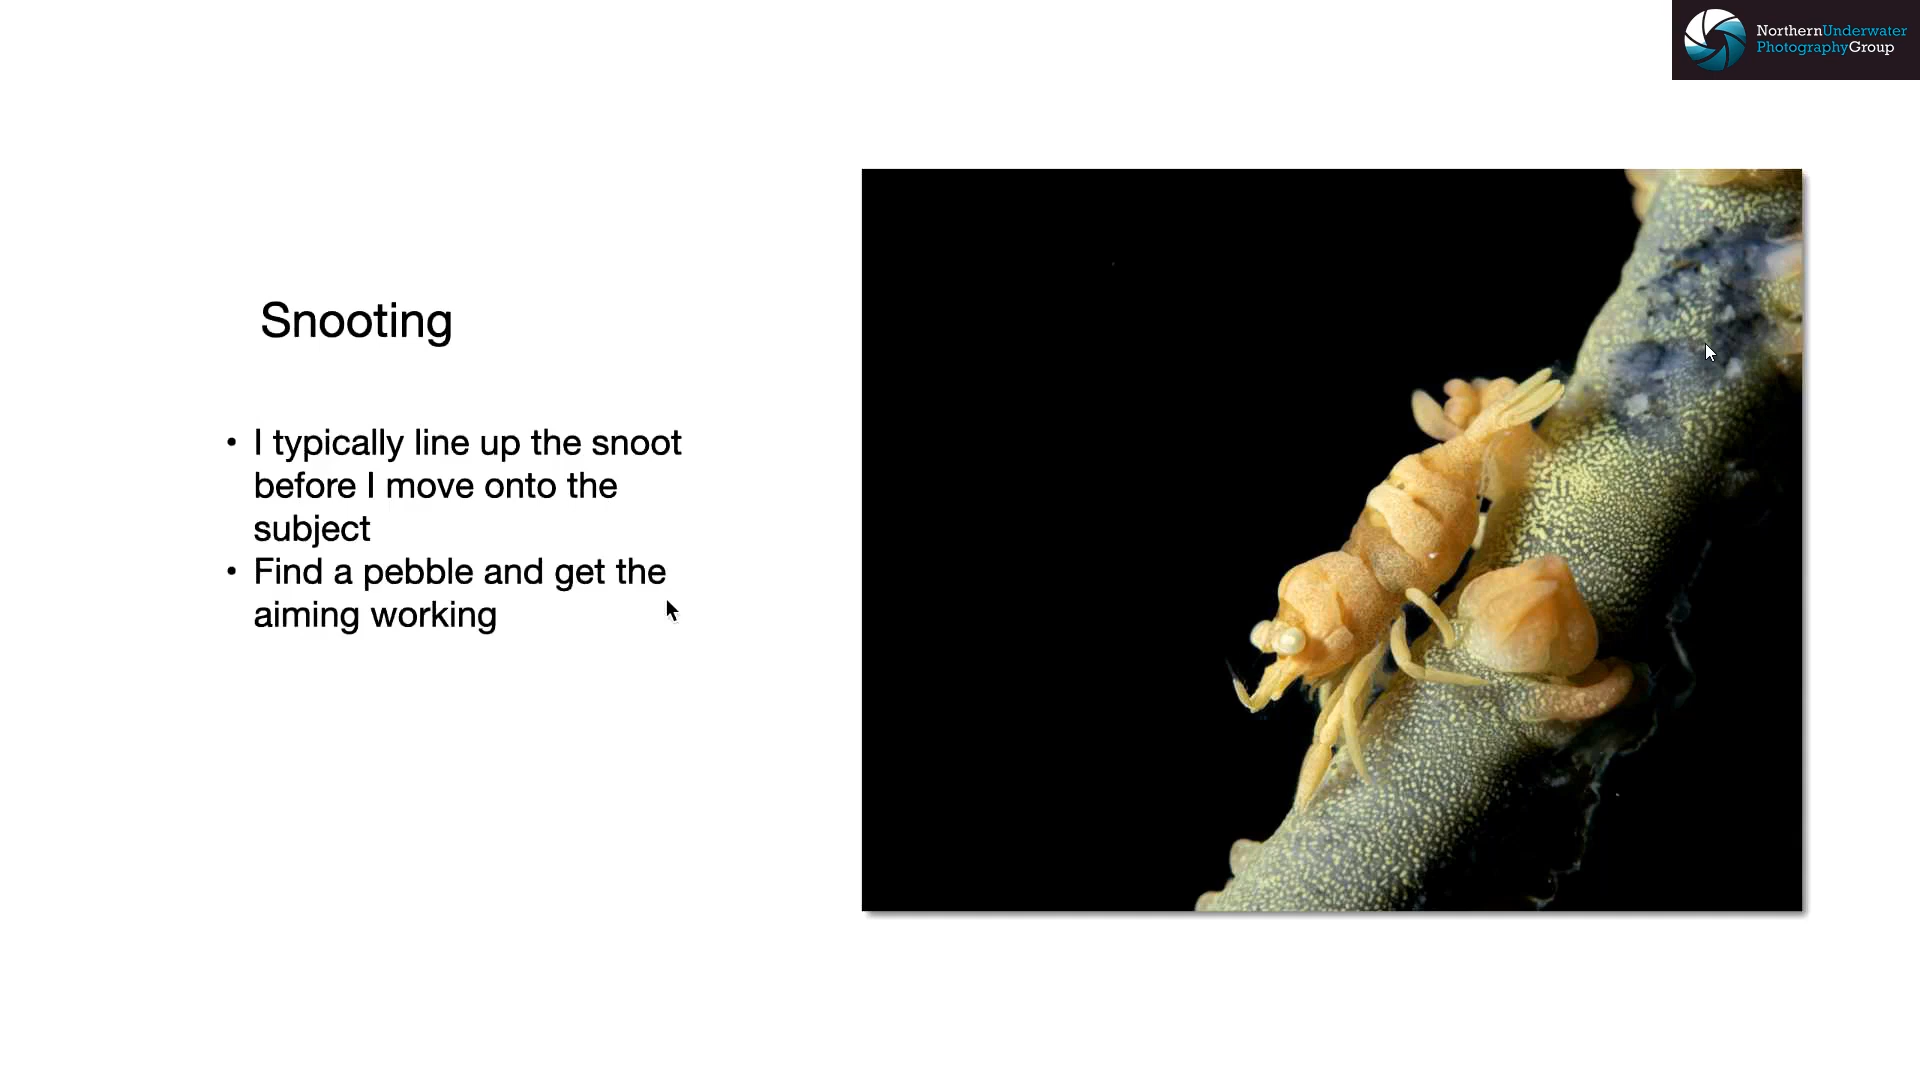 NorthernUnderwater
PhotographyGroup
Snooting
• I typically line up the snoot
before I move onto the
subject
• Find a pebble and get the
aiming working